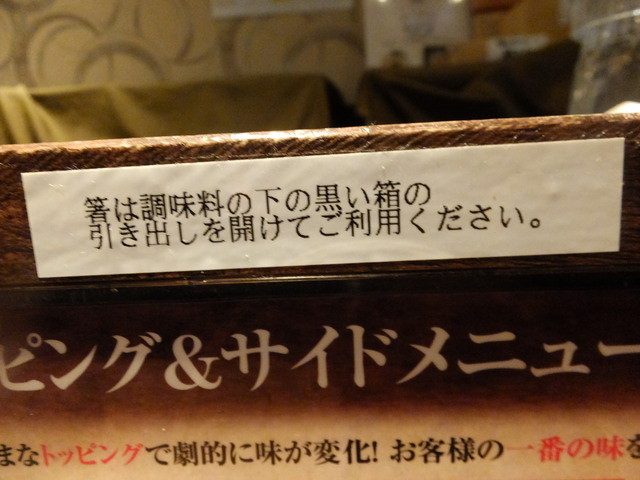 箸は調味料の下の黒い箱の
引き出しを開けてご利用ください。
ピング&サイドメニュー
まなトッピングで劇的に味が変化! お客様の一番の味を